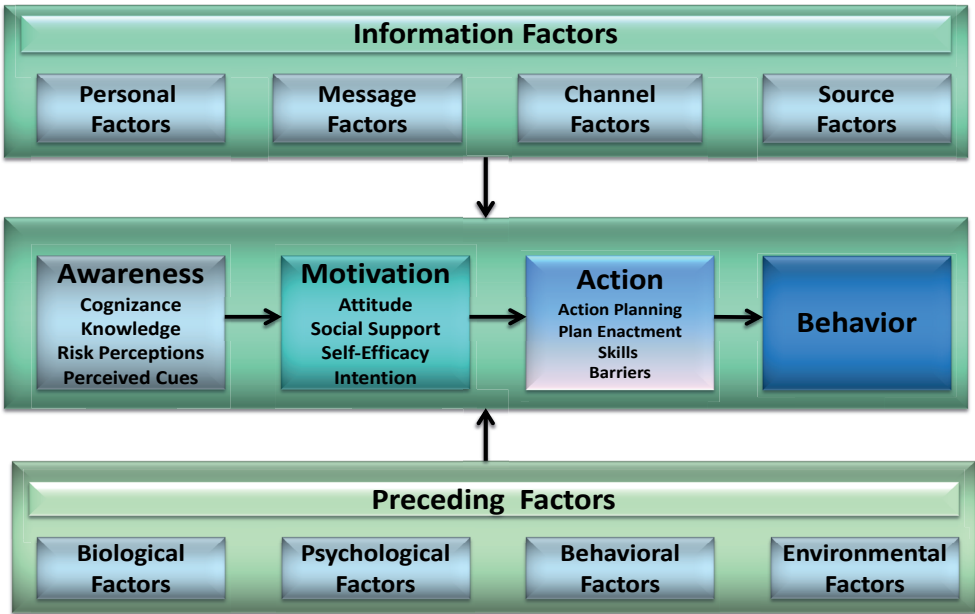 Information Factors
Personal
Factors
Message
Factors
Channel
Factors
Source
Factors
Awareness
Cognizance
Knowledge
Risk Perceptions
Perceived Cues
Motivation
Attitude
Social Support
Self-Efficacy
Intention
Action
Action Planning
Plan Enactment
Skills
Barriers
Behavior
Preceding Factors
Biological
Factors
Psychological
Factors
Behavioral
Factors
Environmental
Factors